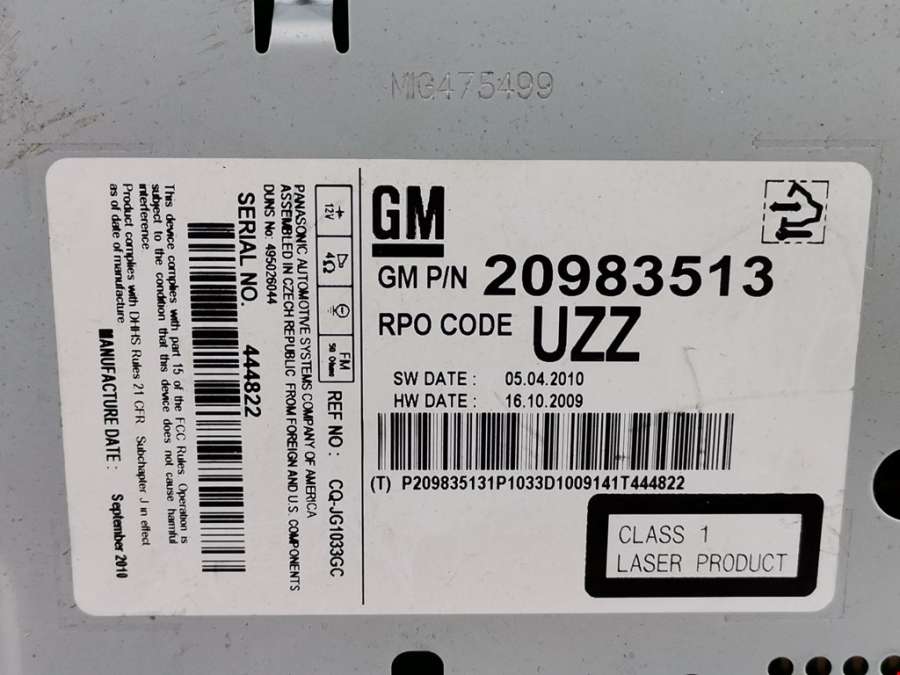 MIG475499
GM
GM P/N 20983513
RPO CODE UZZ
SW DATE : 05.04.2010
HW DATE : 16.10.2009
(T) P209835131P1033D1009141T444822
CLASS 1
LASER PRODUCT
+
12V
4Ω
FM
50 Ohms
REF NO : CQ-JG1033GC
PANASONIC AUTOMOTIVE SYSTEMS COMPANY OF AMERICA
ASSEMBLED IN CZECH REPUBLIC FROM FOREIGN AND U.S. COMPONENTS
DUNS No: 495026044
SERIAL NO. 444822
This device complies with part 15 of the FCC Rules Operation is
subject to the condition that this device does not cause harmful
interference
Product complies with DHHS Rules 21 CFR Subchapter J in effect
as of date of manufacture
MANUFACTURE DATE : September 2010